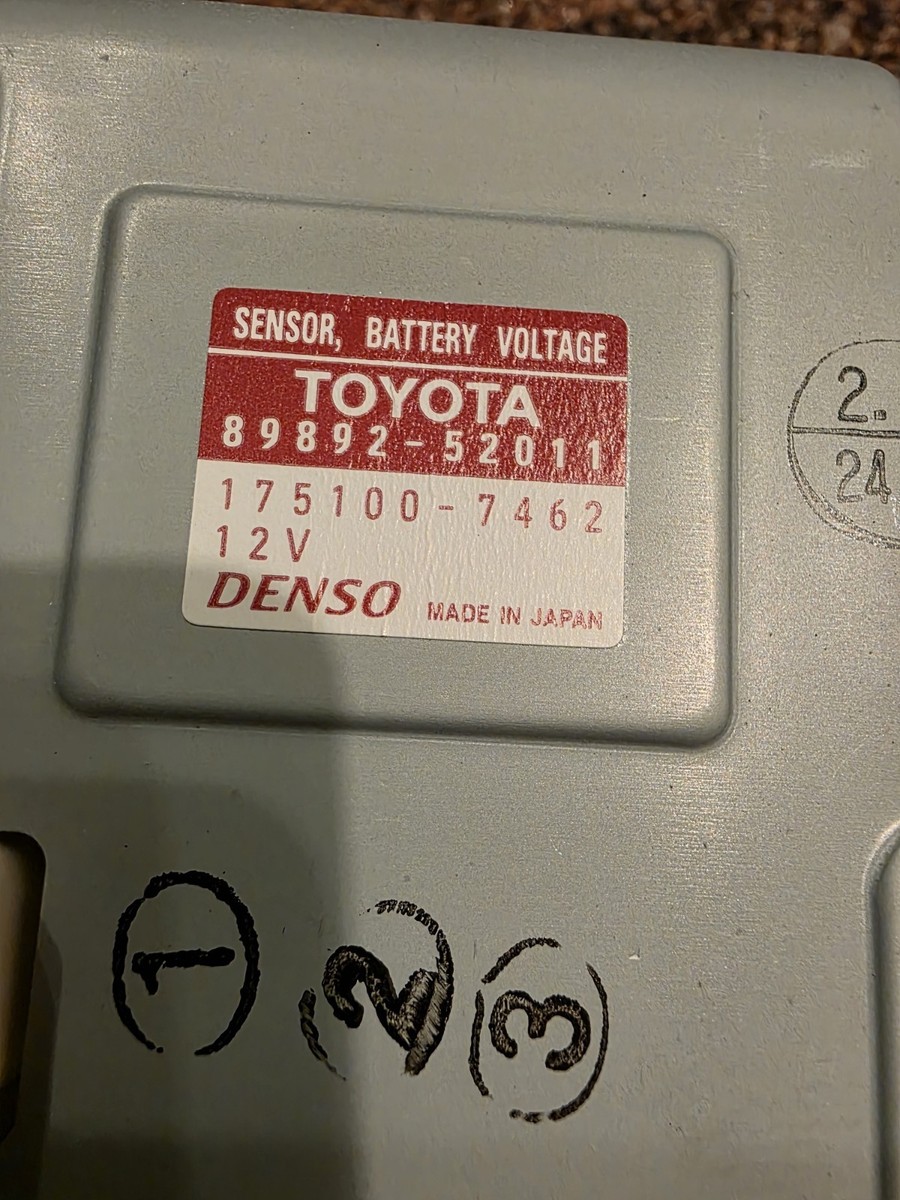 SENSOR, BATTERY VOLTAGE
TOYOTA
89892-52011
175100-7462
12V
DENSO MADE IN JAPAN
2.
24
1
2
3